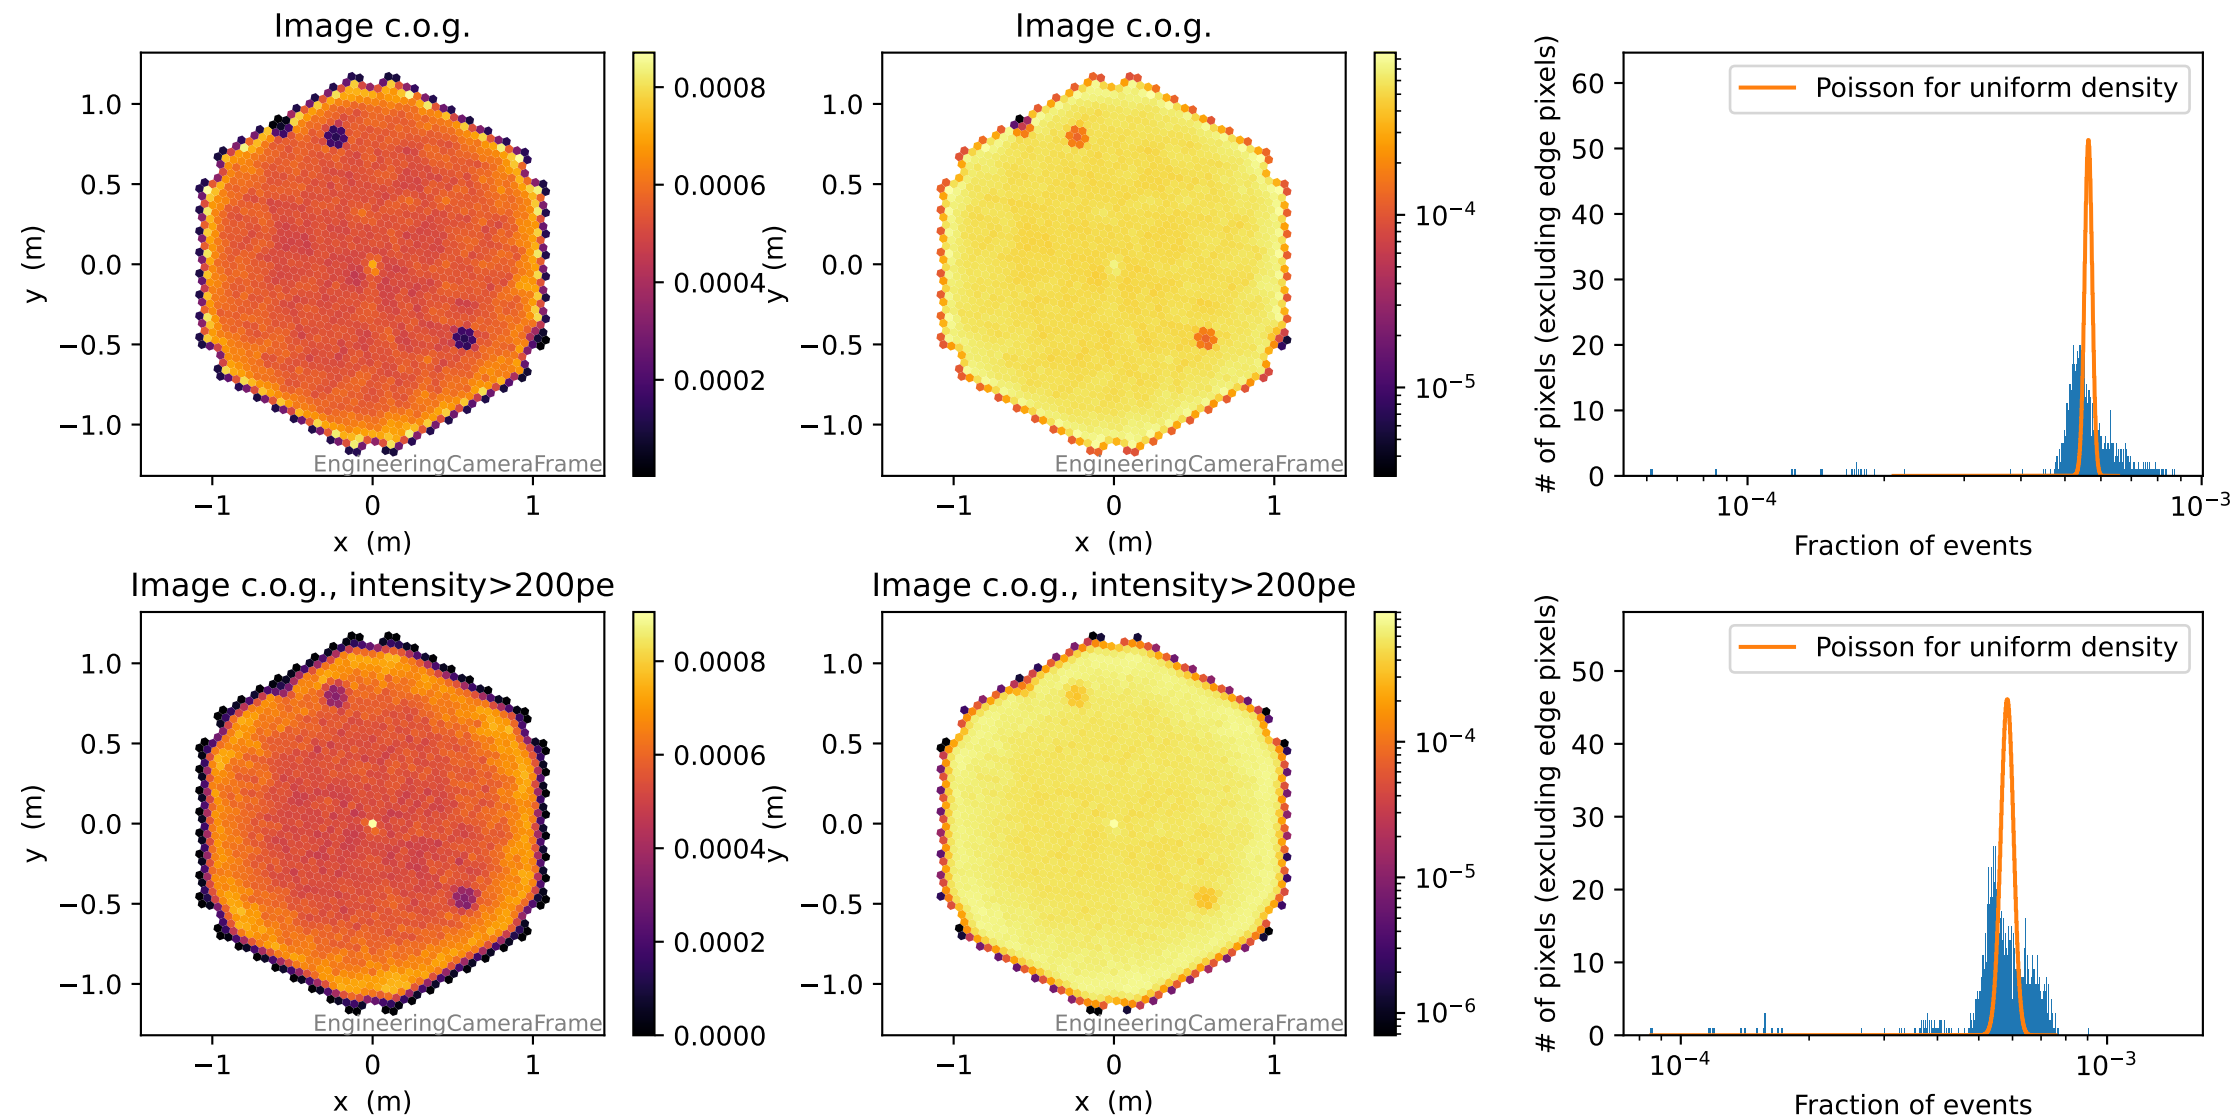 Image c.o.g.
1.0
0.5
0.0
−0.5
−1.0
y (m)
−1
0
1
x (m)
EngineeringCameraFrame
0.0008
0.0006
0.0004
0.0002
Image c.o.g.
1.0
0.5
0.0
−0.5
−1.0
y (m)
−1
0
1
x (m)
EngineeringCameraFrame
10⁻⁴
10⁻⁵
# of pixels (excluding edge pixels)
60
50
40
30
20
10
0
Poisson for uniform density
10⁻⁴
10⁻³
Fraction of events
Image c.o.g., intensity>200pe
1.0
0.5
0.0
−0.5
−1.0
y (m)
−1
0
1
x (m)
EngineeringCameraFrame
0.0008
0.0006
0.0004
0.0002
0.0000
Image c.o.g., intensity>200pe
1.0
0.5
0.0
−0.5
−1.0
y (m)
−1
0
1
x (m)
EngineeringCameraFrame
10⁻⁴
10⁻⁵
10⁻⁶
# of pixels (excluding edge pixels)
50
40
30
20
10
0
Poisson for uniform density
10⁻⁴
10⁻³
Fraction of events